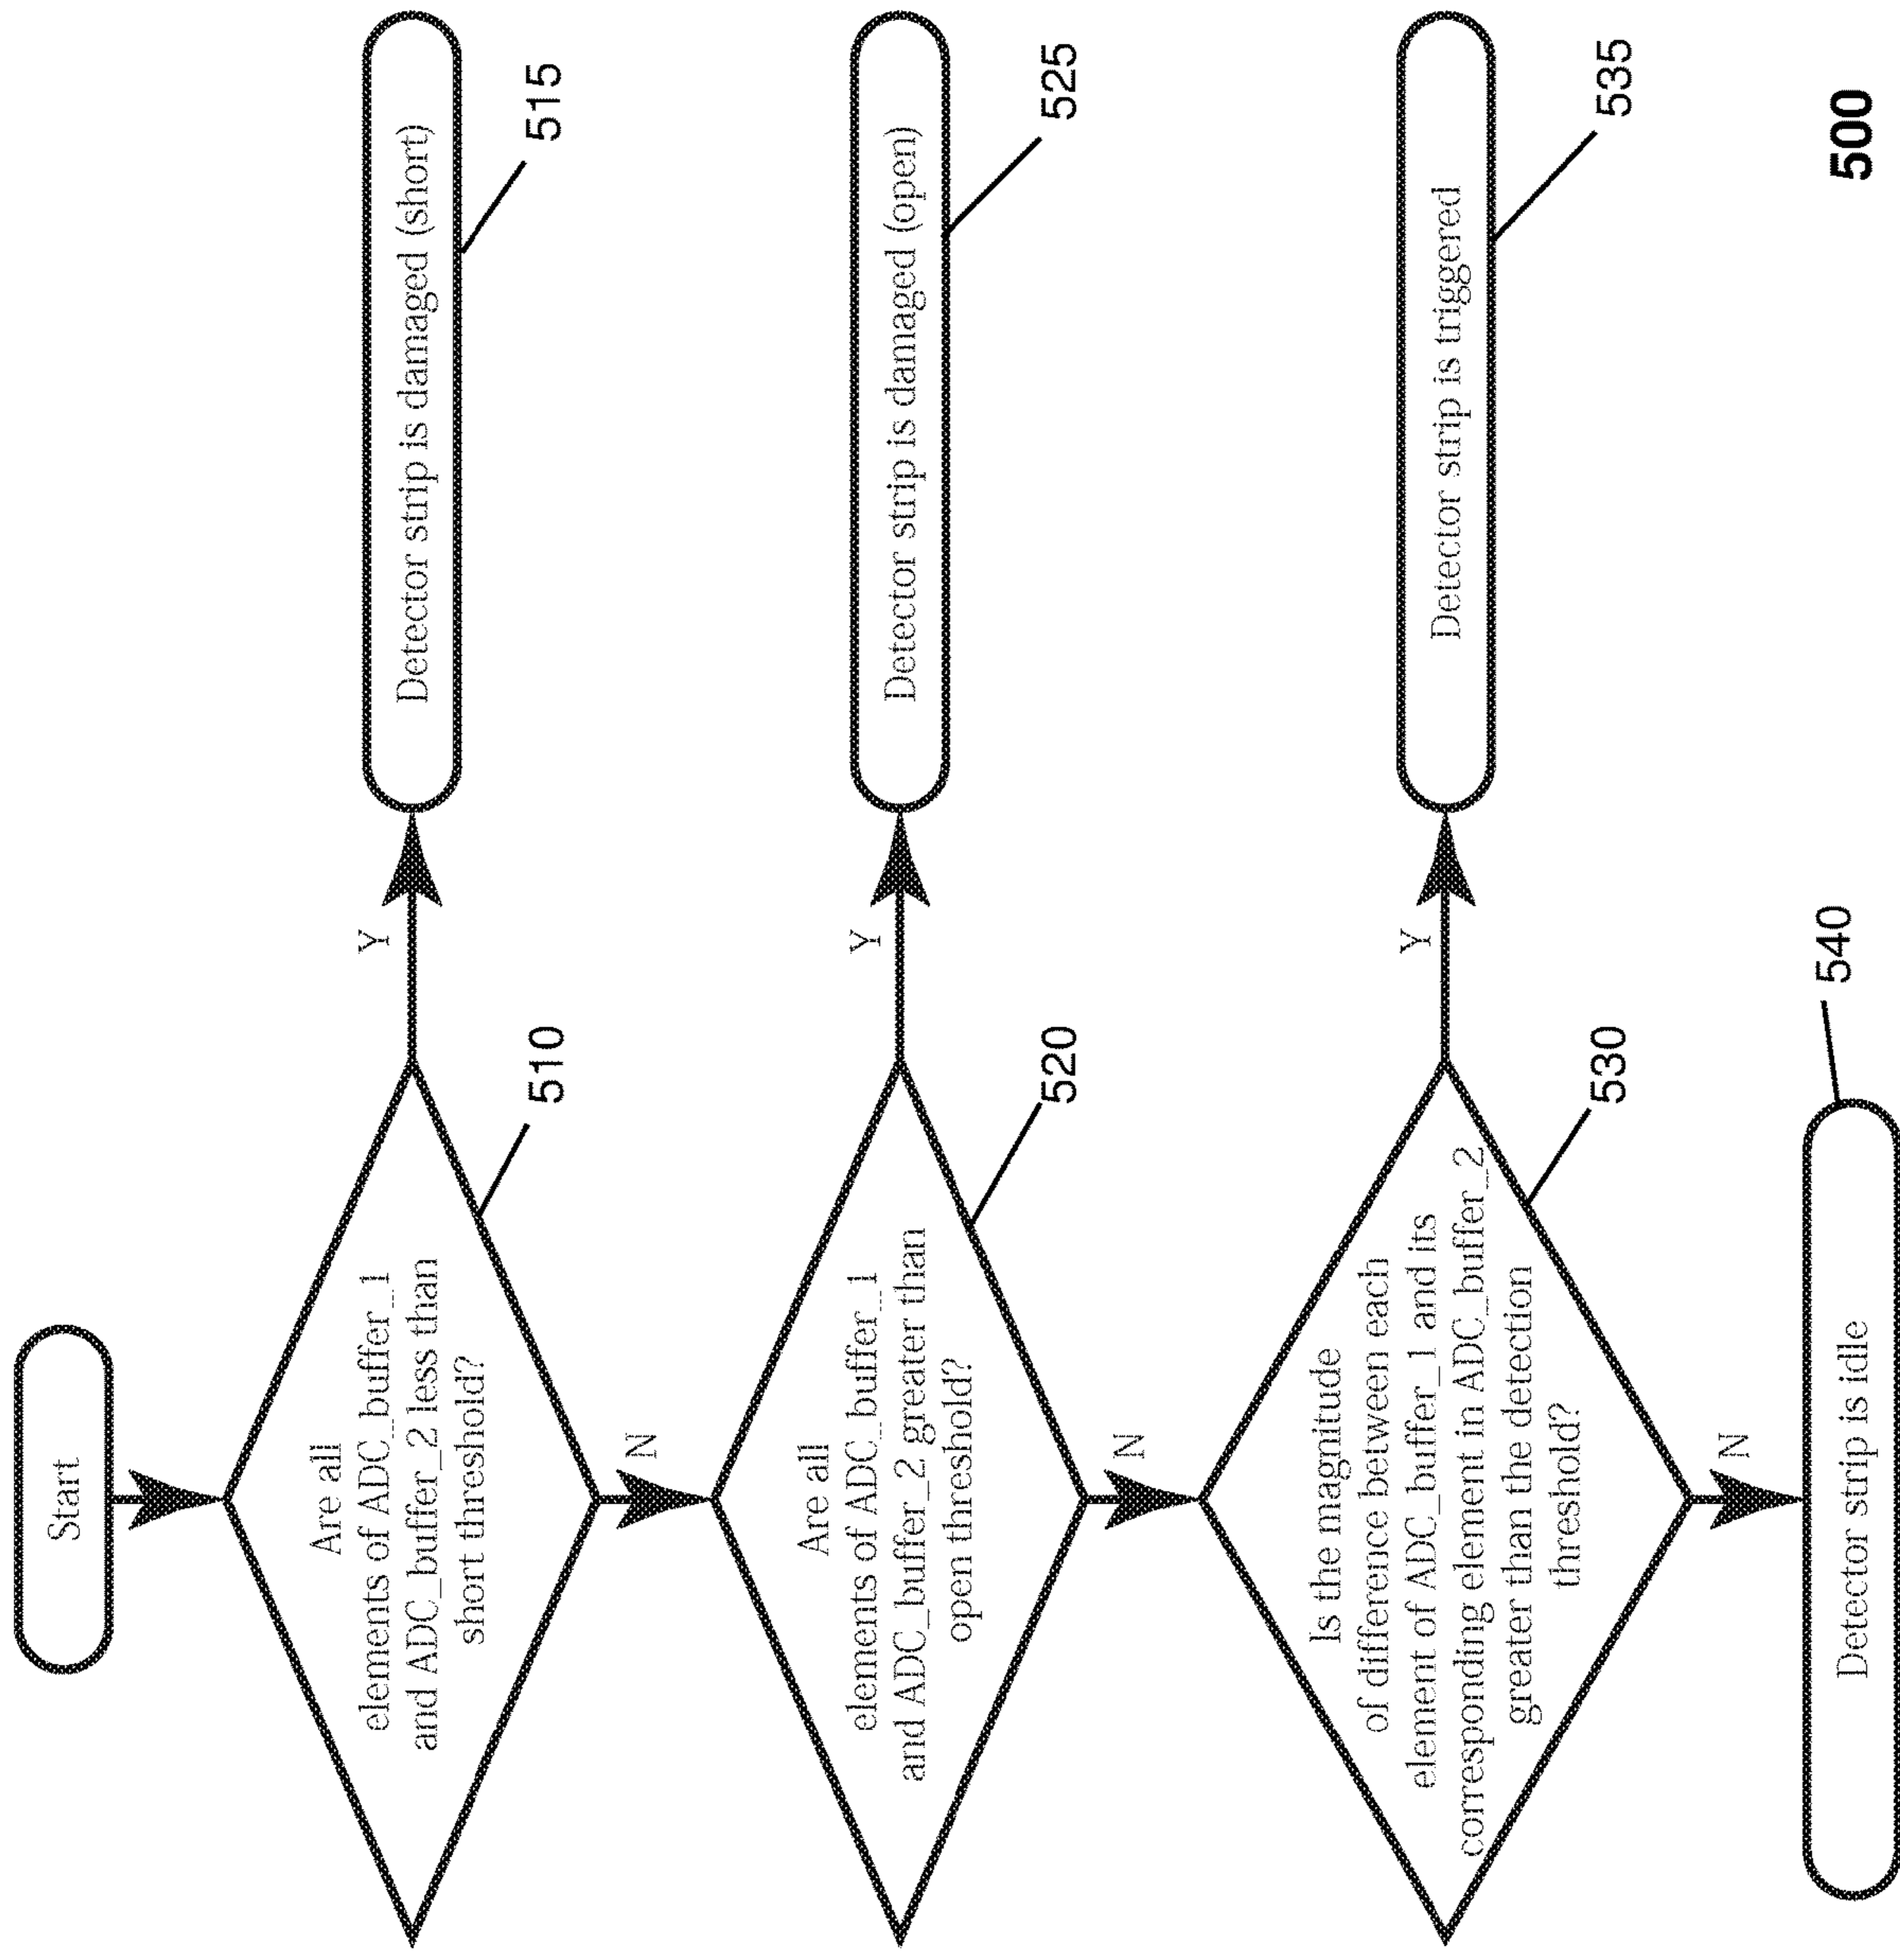 Start
Are all
elements of ADC_buffer_1
and ADC_buffer_2 less than
short threshold?
510
Y
Detector strip is damaged (short)
515
N
Are all
elements of ADC_buffer_1
and ADC_buffer_2 greater than
open threshold?
520
Y
Detector strip is damaged (open)
525
N
Is the magnitude
of difference between each
element of ADC_buffer_1 and its
corresponding element in ADC_buffer_2
greater than the detection
threshold?
530
Y
Detector strip is triggered
535
N
Detector strip is idle
540
500